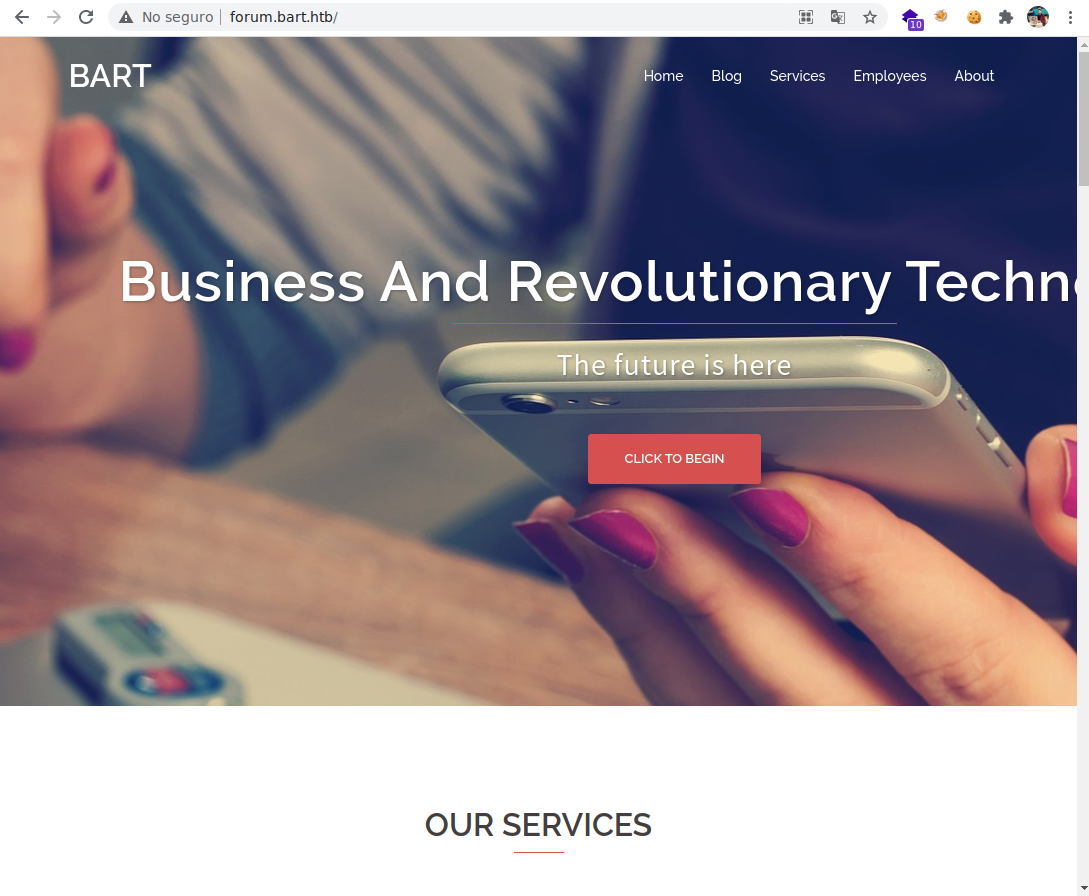 No seguro
forum.bart.htb/
10
BART
Home Blog Services Employees About
Business And Revolutionary Techn
The future is here
CLICK TO BEGIN
OUR SERVICES